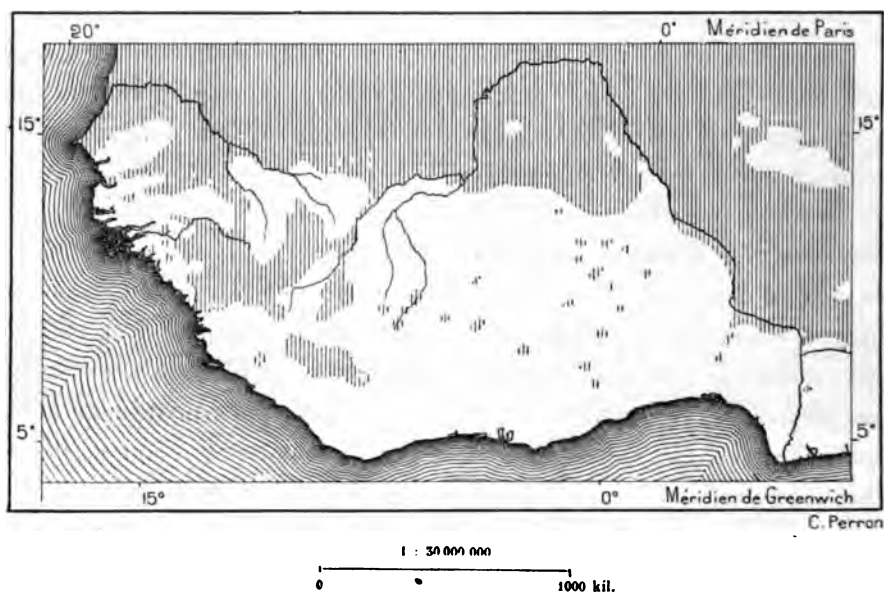 20° 0° Méridien de Paris
15° 15°
5° 5°
15° 0° Méridien de Greenwich
C. Perron
1 : 30 000 000
0 1000 kil.